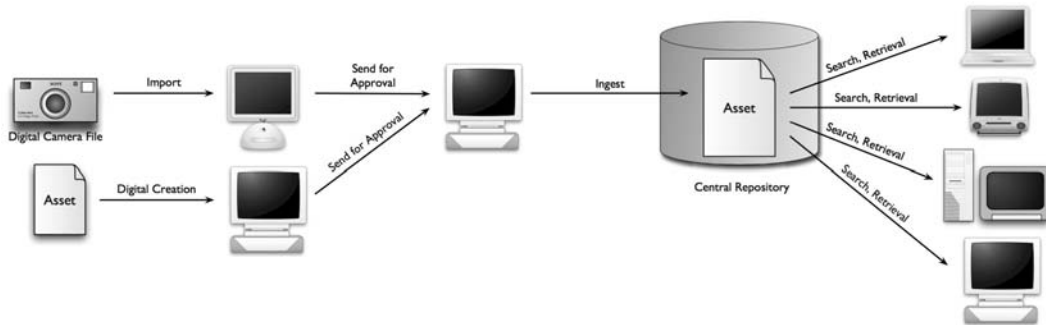 Digital Camera File
Import
Asset
Digital Creation
Send for
Approval
Send for Approval
Ingest
Asset
Central Repository
Search, Retrieval
Search, Retrieval
Search, Retrieval
Search, Retrieval